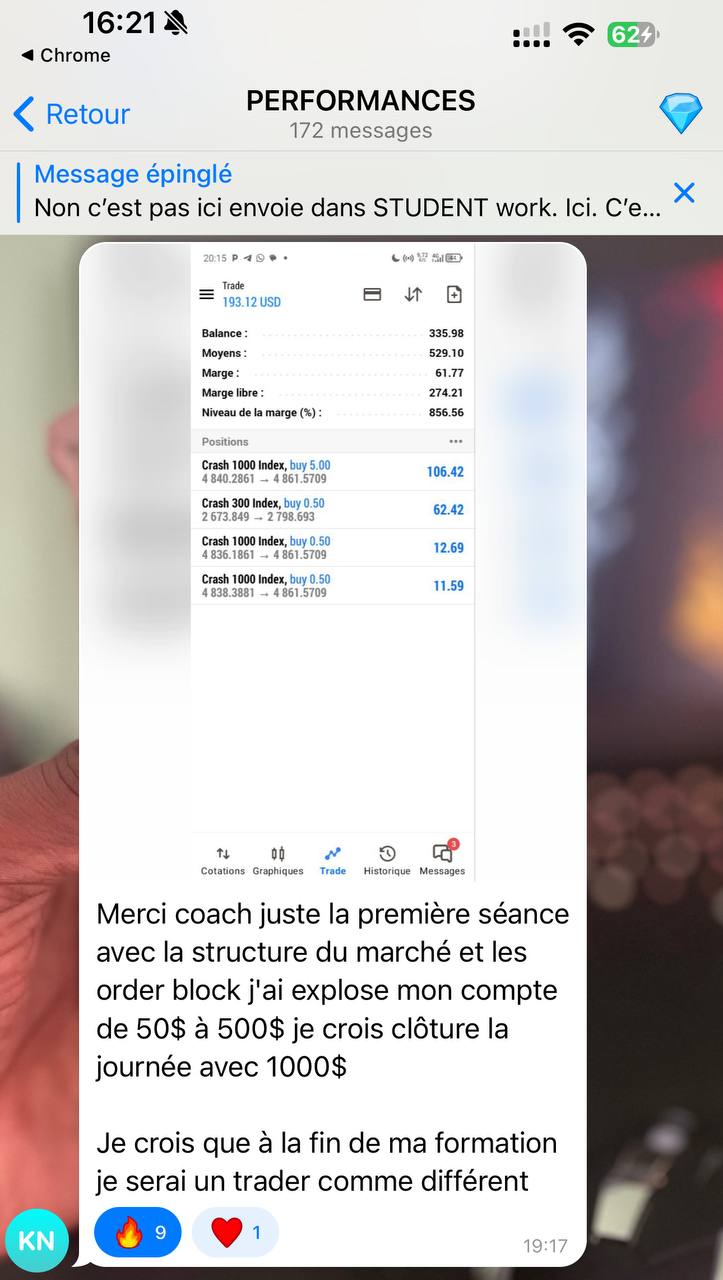 16:21
62
Chrome
Retour
PERFORMANCES
172 messages
Message épinglé
Non c’est pas ici envoie dans STUDENT work. Ici. C’e...
20:15
Trade
193.12 USD
Balance : 335.98
Moyens : 529.10
Marge : 61.77
Marge libre : 274.21
Niveau de la marge (%) : 856.56
Positions
Crash 1000 Index, buy 5.00
4 840.2861 → 4 861.5709
106.42
Crash 300 Index, buy 0.50
2 673.849 → 2 798.693
62.42
Crash 1000 Index, buy 0.50
4 836.1861 → 4 861.5709
12.69
Crash 1000 Index, buy 0.50
4 838.3881 → 4 861.5709
11.59
3
Cotations Graphiques Trade Historique Messages
Merci coach juste la première séance
avec la structure du marché et les
order block j'ai explose mon compte
de 50$ à 500$ je crois clôture la
journée avec 1000$
Je crois que à la fin de ma formation
je serai un trader comme différent
KN
9
1
19:17